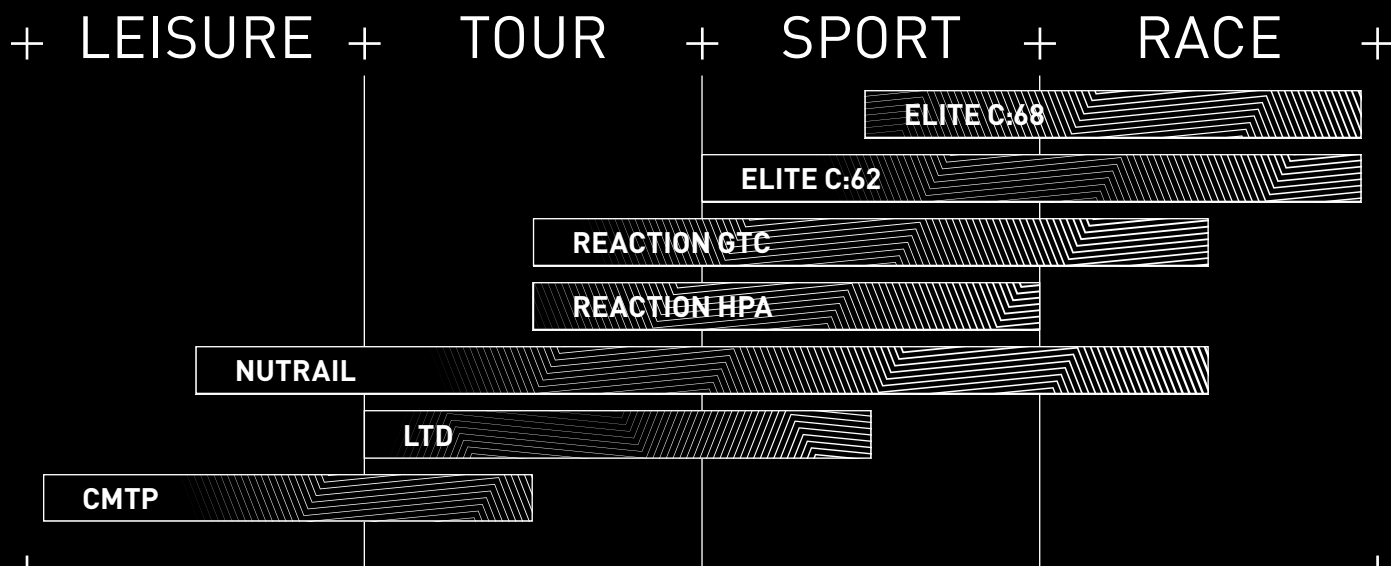 LEISURE TOUR SPORT RACE
ELITE C:68
ELITE C:62
REACTION GTC
REACTION HPA
NUTRAIL
LTD
CMTP